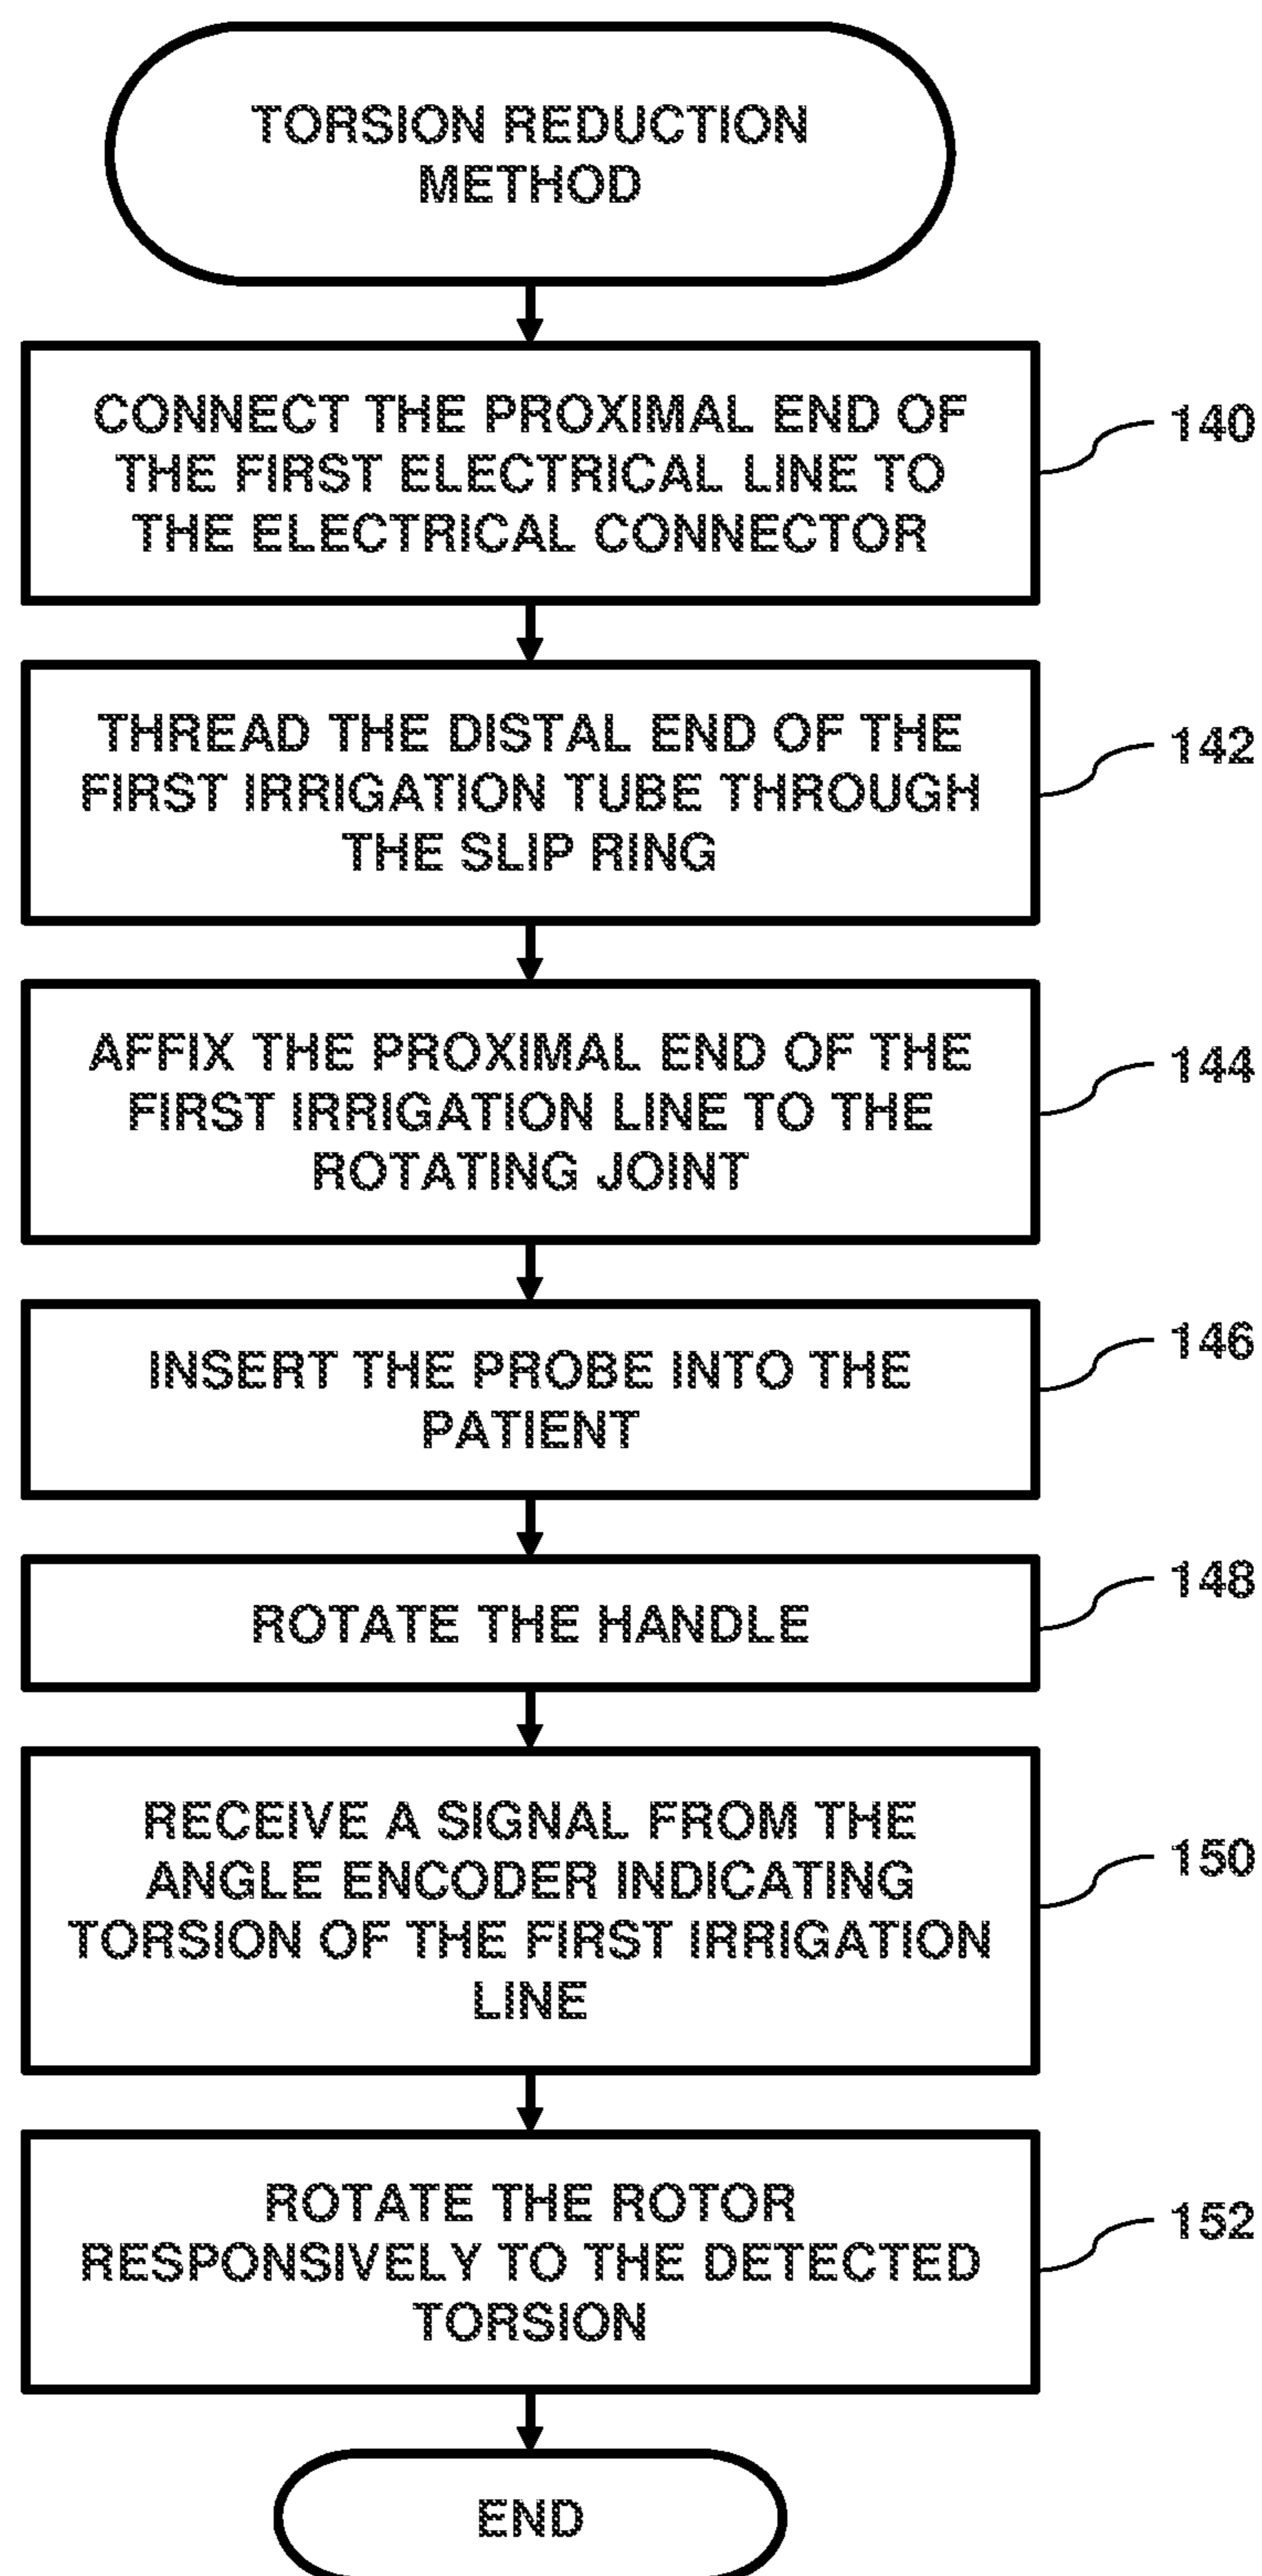 TORSION REDUCTION
METHOD
CONNECT THE PROXIMAL END OF
THE FIRST ELECTRICAL LINE TO
THE ELECTRICAL CONNECTOR
140
THREAD THE DISTAL END OF THE
FIRST IRRIGATION TUBE THROUGH
THE SLIP RING
142
AFFIX THE PROXIMAL END OF THE
FIRST IRRIGATION LINE TO THE
ROTATING JOINT
144
INSERT THE PROBE INTO THE
PATIENT
146
ROTATE THE HANDLE
148
RECEIVE A SIGNAL FROM THE
ANGLE ENCODER INDICATING
TORSION OF THE FIRST IRRIGATION
LINE
150
ROTATE THE ROTOR
RESPONSIVELY TO THE DETECTED
TORSION
152
END